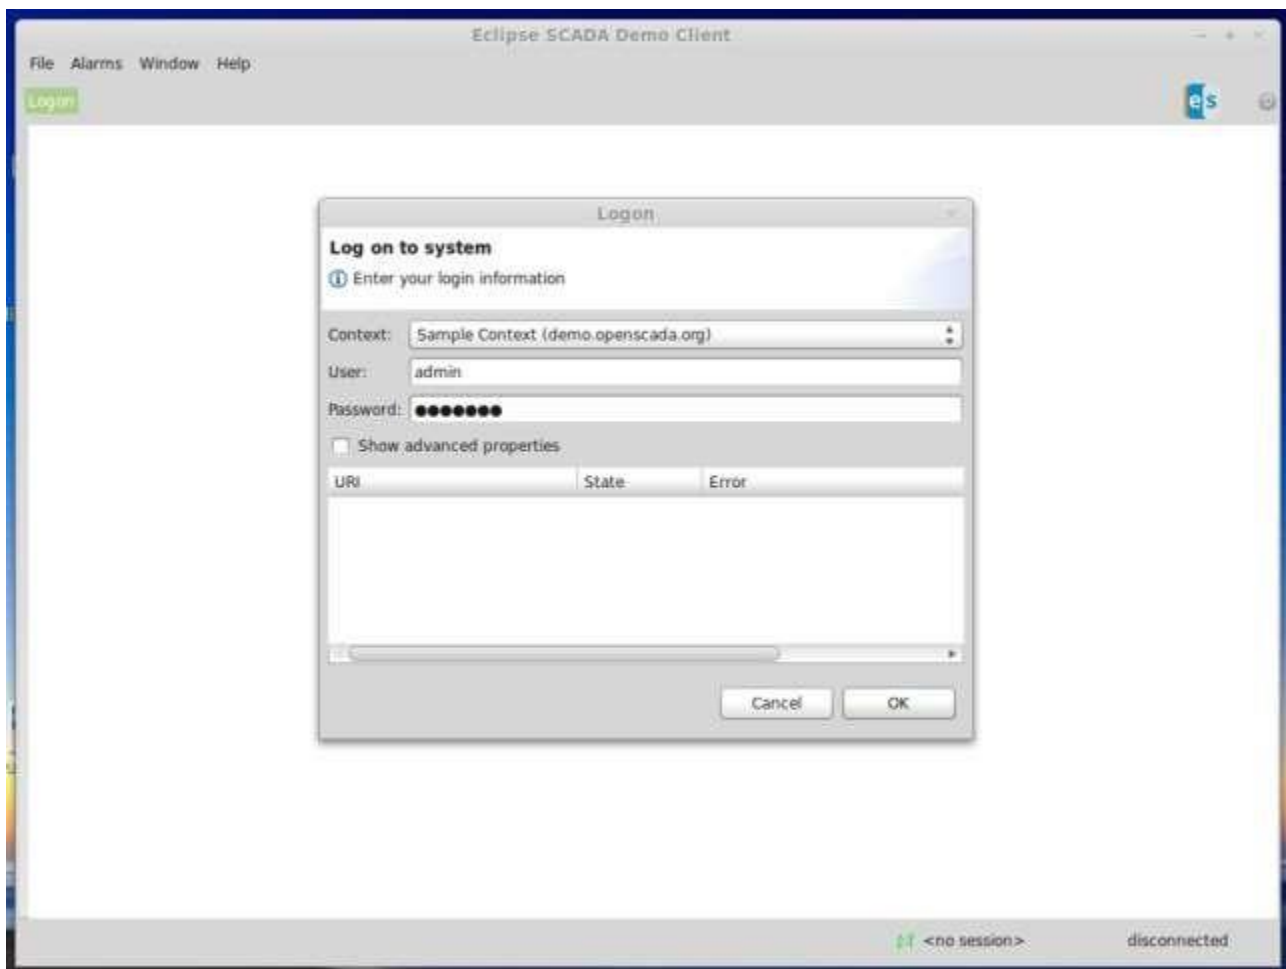 Eclipse SCADA Demo Client
File Alarms Window Help
Logon
es
Logon
Log on to system
Enter your login information
Context: Sample Context (demo.openscada.org)
User: admin
Password: ●●●●●●●
Show advanced properties
URI State Error
Cancel OK
<no session> disconnected